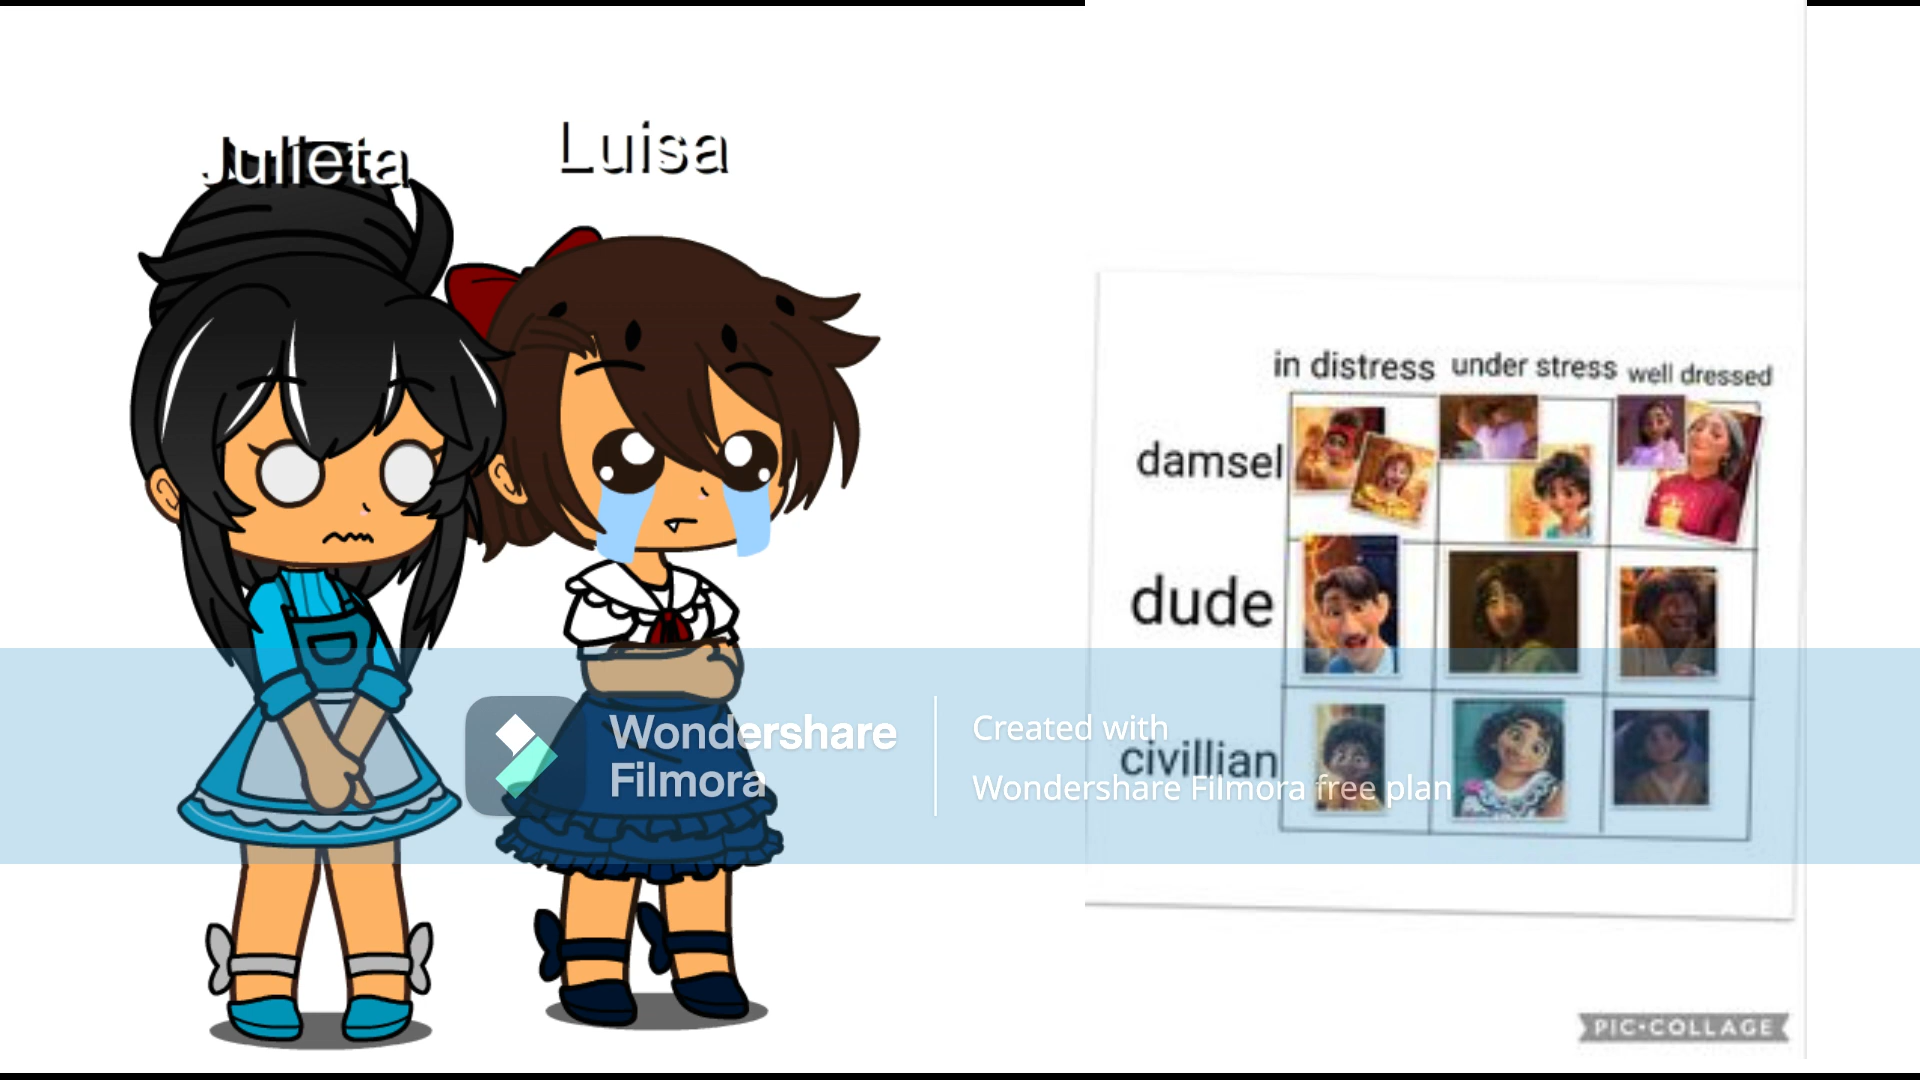 Julieta
Luisa
in distress under stress well dressed
damsel
dude
civillian
Wondershare
Filmora
Created with
Wondershare Filmora free plan
PIC•COLLAGE